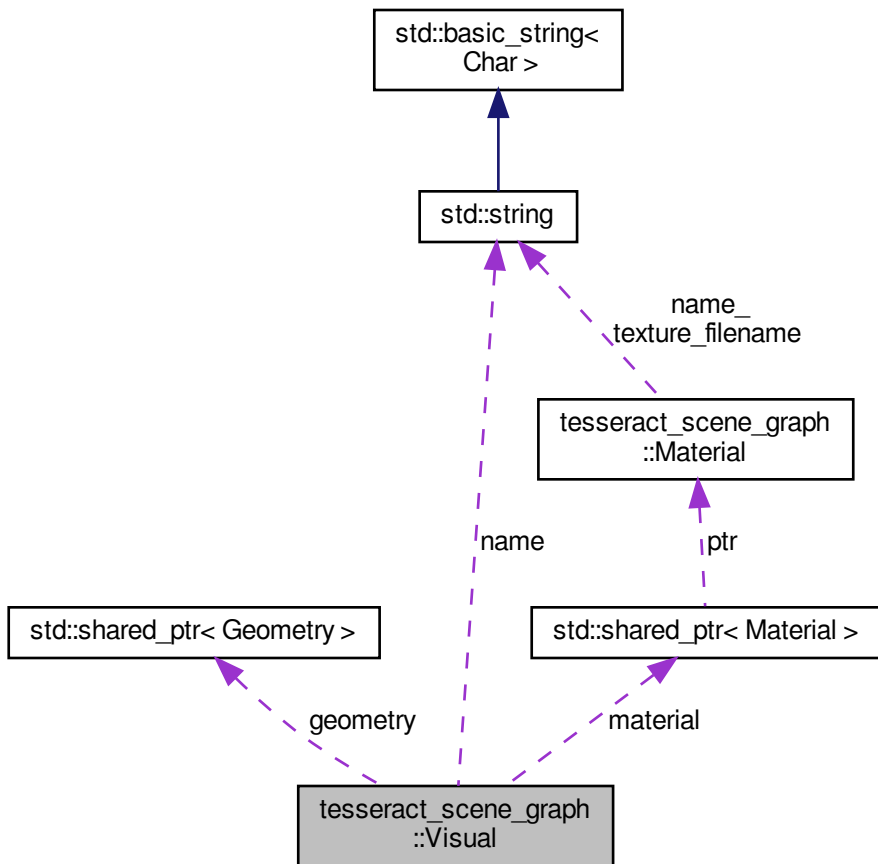 std::basic_string<
Char >
std::string
name_
texture_filename
tesseract_scene_graph
::Material
name
ptr
std::shared_ptr< Geometry >
std::shared_ptr< Material >
geometry
material
tesseract_scene_graph
::Visual